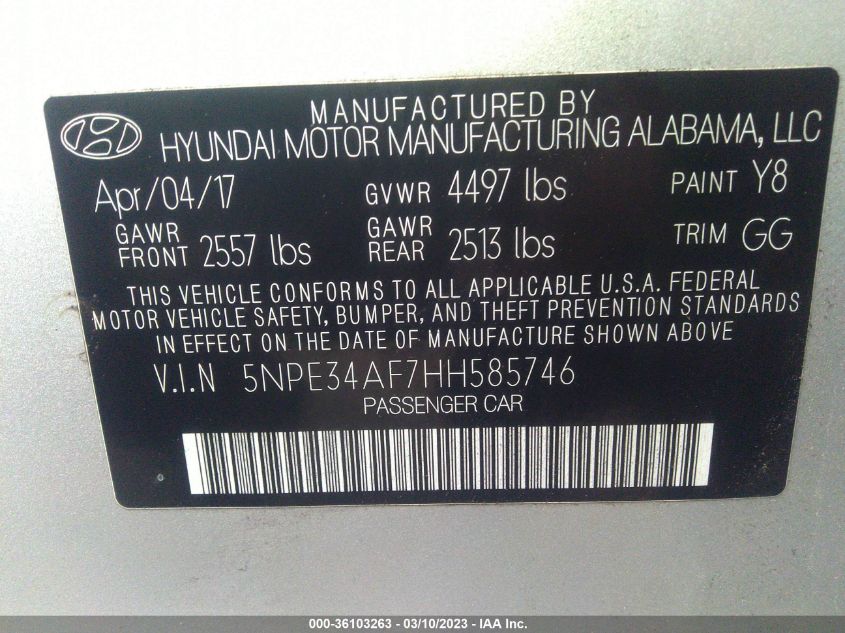 MANUFACTURED BY
HYUNDAI MOTOR MANUFACTURING ALABAMA, LLC
Apr/04/17 GVWR 4497 lbs PAINT Y8
GAWR FRONT 2557 lbs GAWR REAR 2513 lbs TRIM GG
THIS VEHICLE CONFORMS TO ALL APPLICABLE U.S.A. FEDERAL
MOTOR VEHICLE SAFETY, BUMPER, AND THEFT PREVENTION STANDARDS
IN EFFECT ON THE DATE OF MANUFACTURE SHOWN ABOVE
V.I.N 5NPE34AF7HH585746
PASSENGER CAR
000-36103263 - 03/10/2023 - IAA Inc.